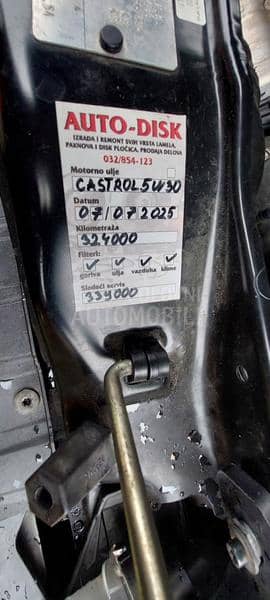 AUTO-DISK
IZRADA I REMONT SVIH VRSTA LAMELA,
PAKNOVA I DISK PLOČICA, PRODAJA DELOVA
032/854-123
Motorno ulje
CASTROL 5W30
Datum
07/07 2025
Kilometraža
324000
Filteri:
goriva ulja vazduha klime
Sledeći servis
339000
AUTOMOBILI